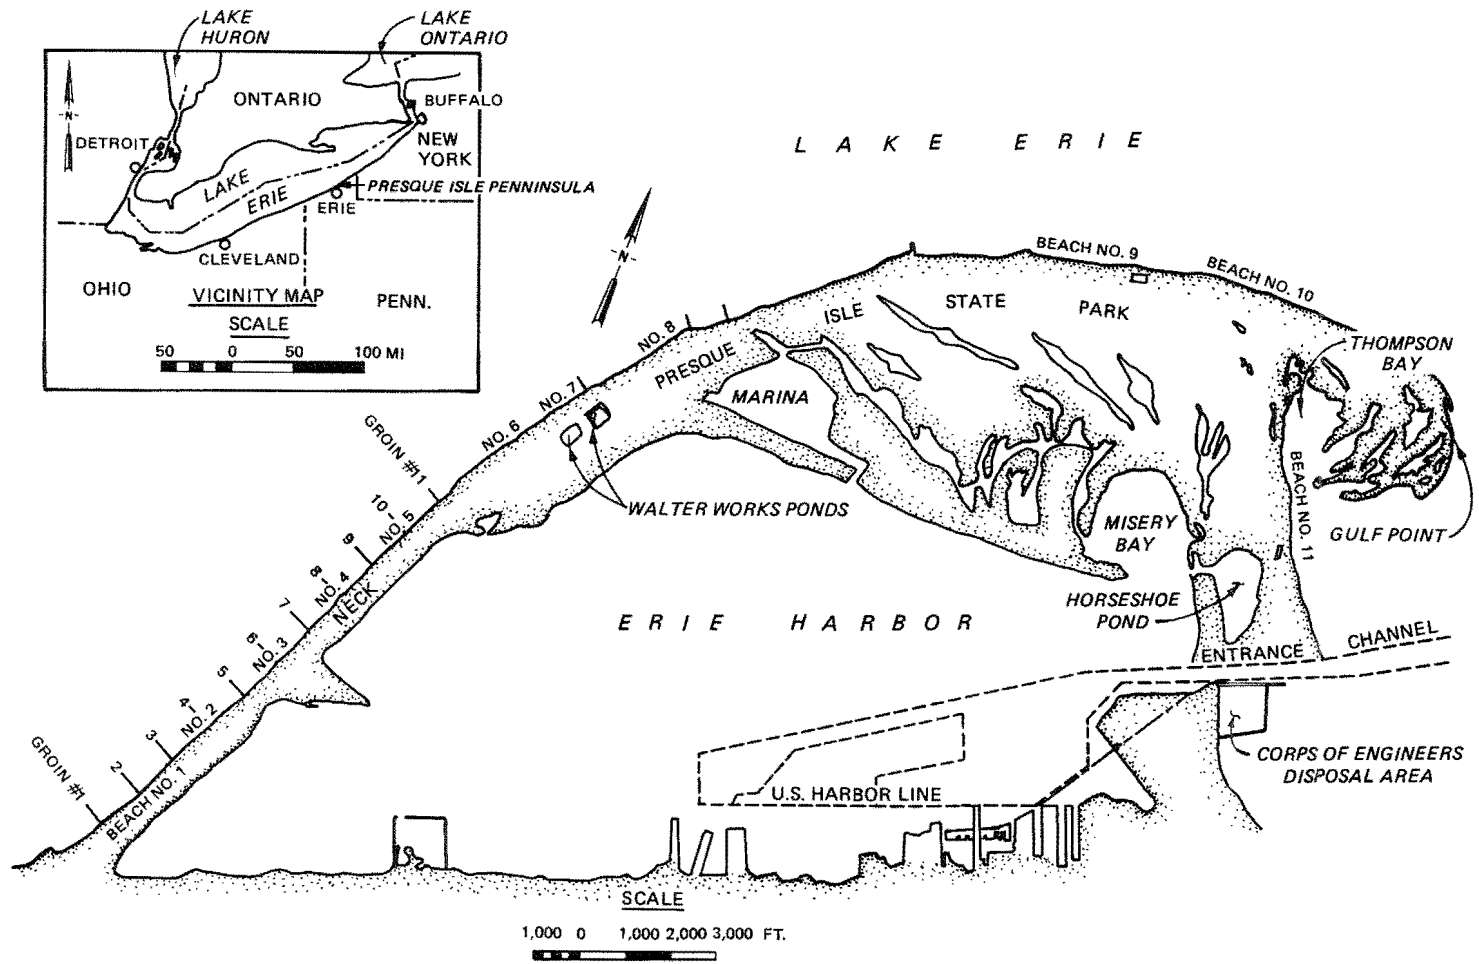 LAKE
HURON
LAKE
ONTARIO
N
ONTARIO
BUFFALO
DETROIT
NEW
YORK
LAKE
ERIE
PRESQUE ISLE PENNINSULA
ERIE
CLEVELAND
OHIO
VICINITY MAP
PENN.
SCALE
50 0 50 100 MI
LAKE ERIE
N
BEACH NO. 9
BEACH NO. 10
ISLE
STATE
PARK
PRESQUE
NO. 8
NO. 7
NO. 6
THOMPSON
BAY
MARINA
GROIN #11
10
NO. 5
9
8
NO. 4
NECK
7
6
NO. 3
5
4
NO. 2
3
2
GROIN #1
BEACH NO. 1
WALTER WORKS PONDS
MISERY
BAY
BEACH NO. 11
GULF POINT
HORSESHOE
POND
ERIE HARBOR
ENTRANCE
CHANNEL
CORPS OF ENGINEERS
DISPOSAL AREA
U.S. HARBOR LINE
SCALE
1,000 0 1,000 2,000 3,000 FT.